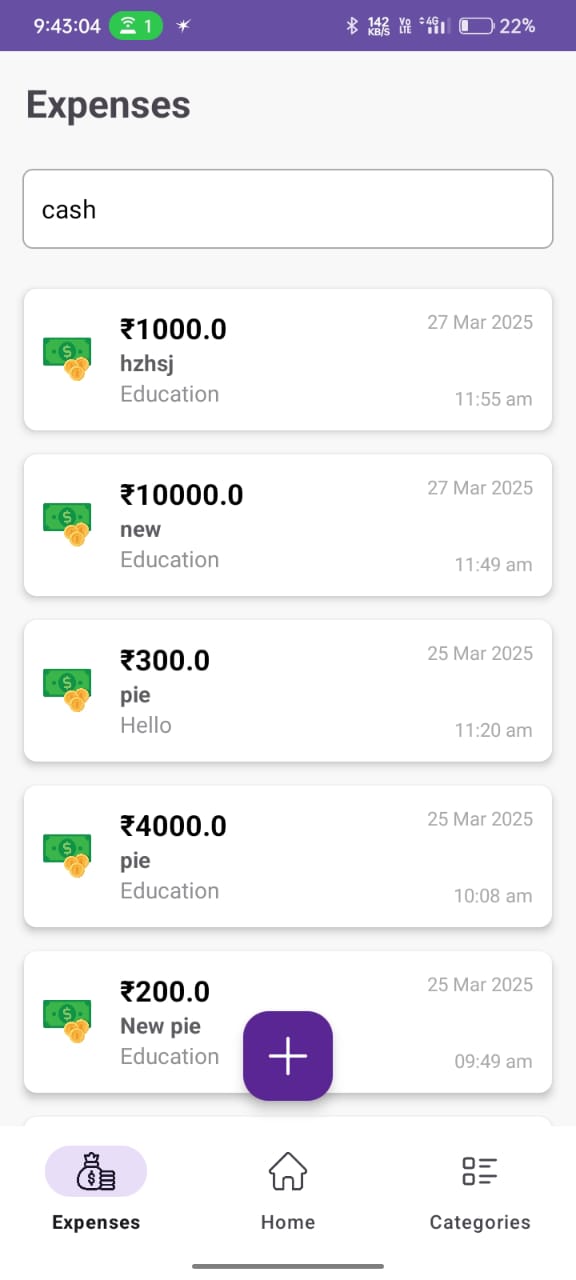 9:43:04 1 142 KB/S Vo LTE 4G 22%
Expenses
cash
₹1000.0 27 Mar 2025
hzhsj
Education 11:55 am
₹10000.0 27 Mar 2025
new
Education 11:49 am
₹300.0 25 Mar 2025
pie
Hello 11:20 am
₹4000.0 25 Mar 2025
pie
Education 10:08 am
₹200.0 25 Mar 2025
New pie
Education 09:49 am
Expenses Home Categories